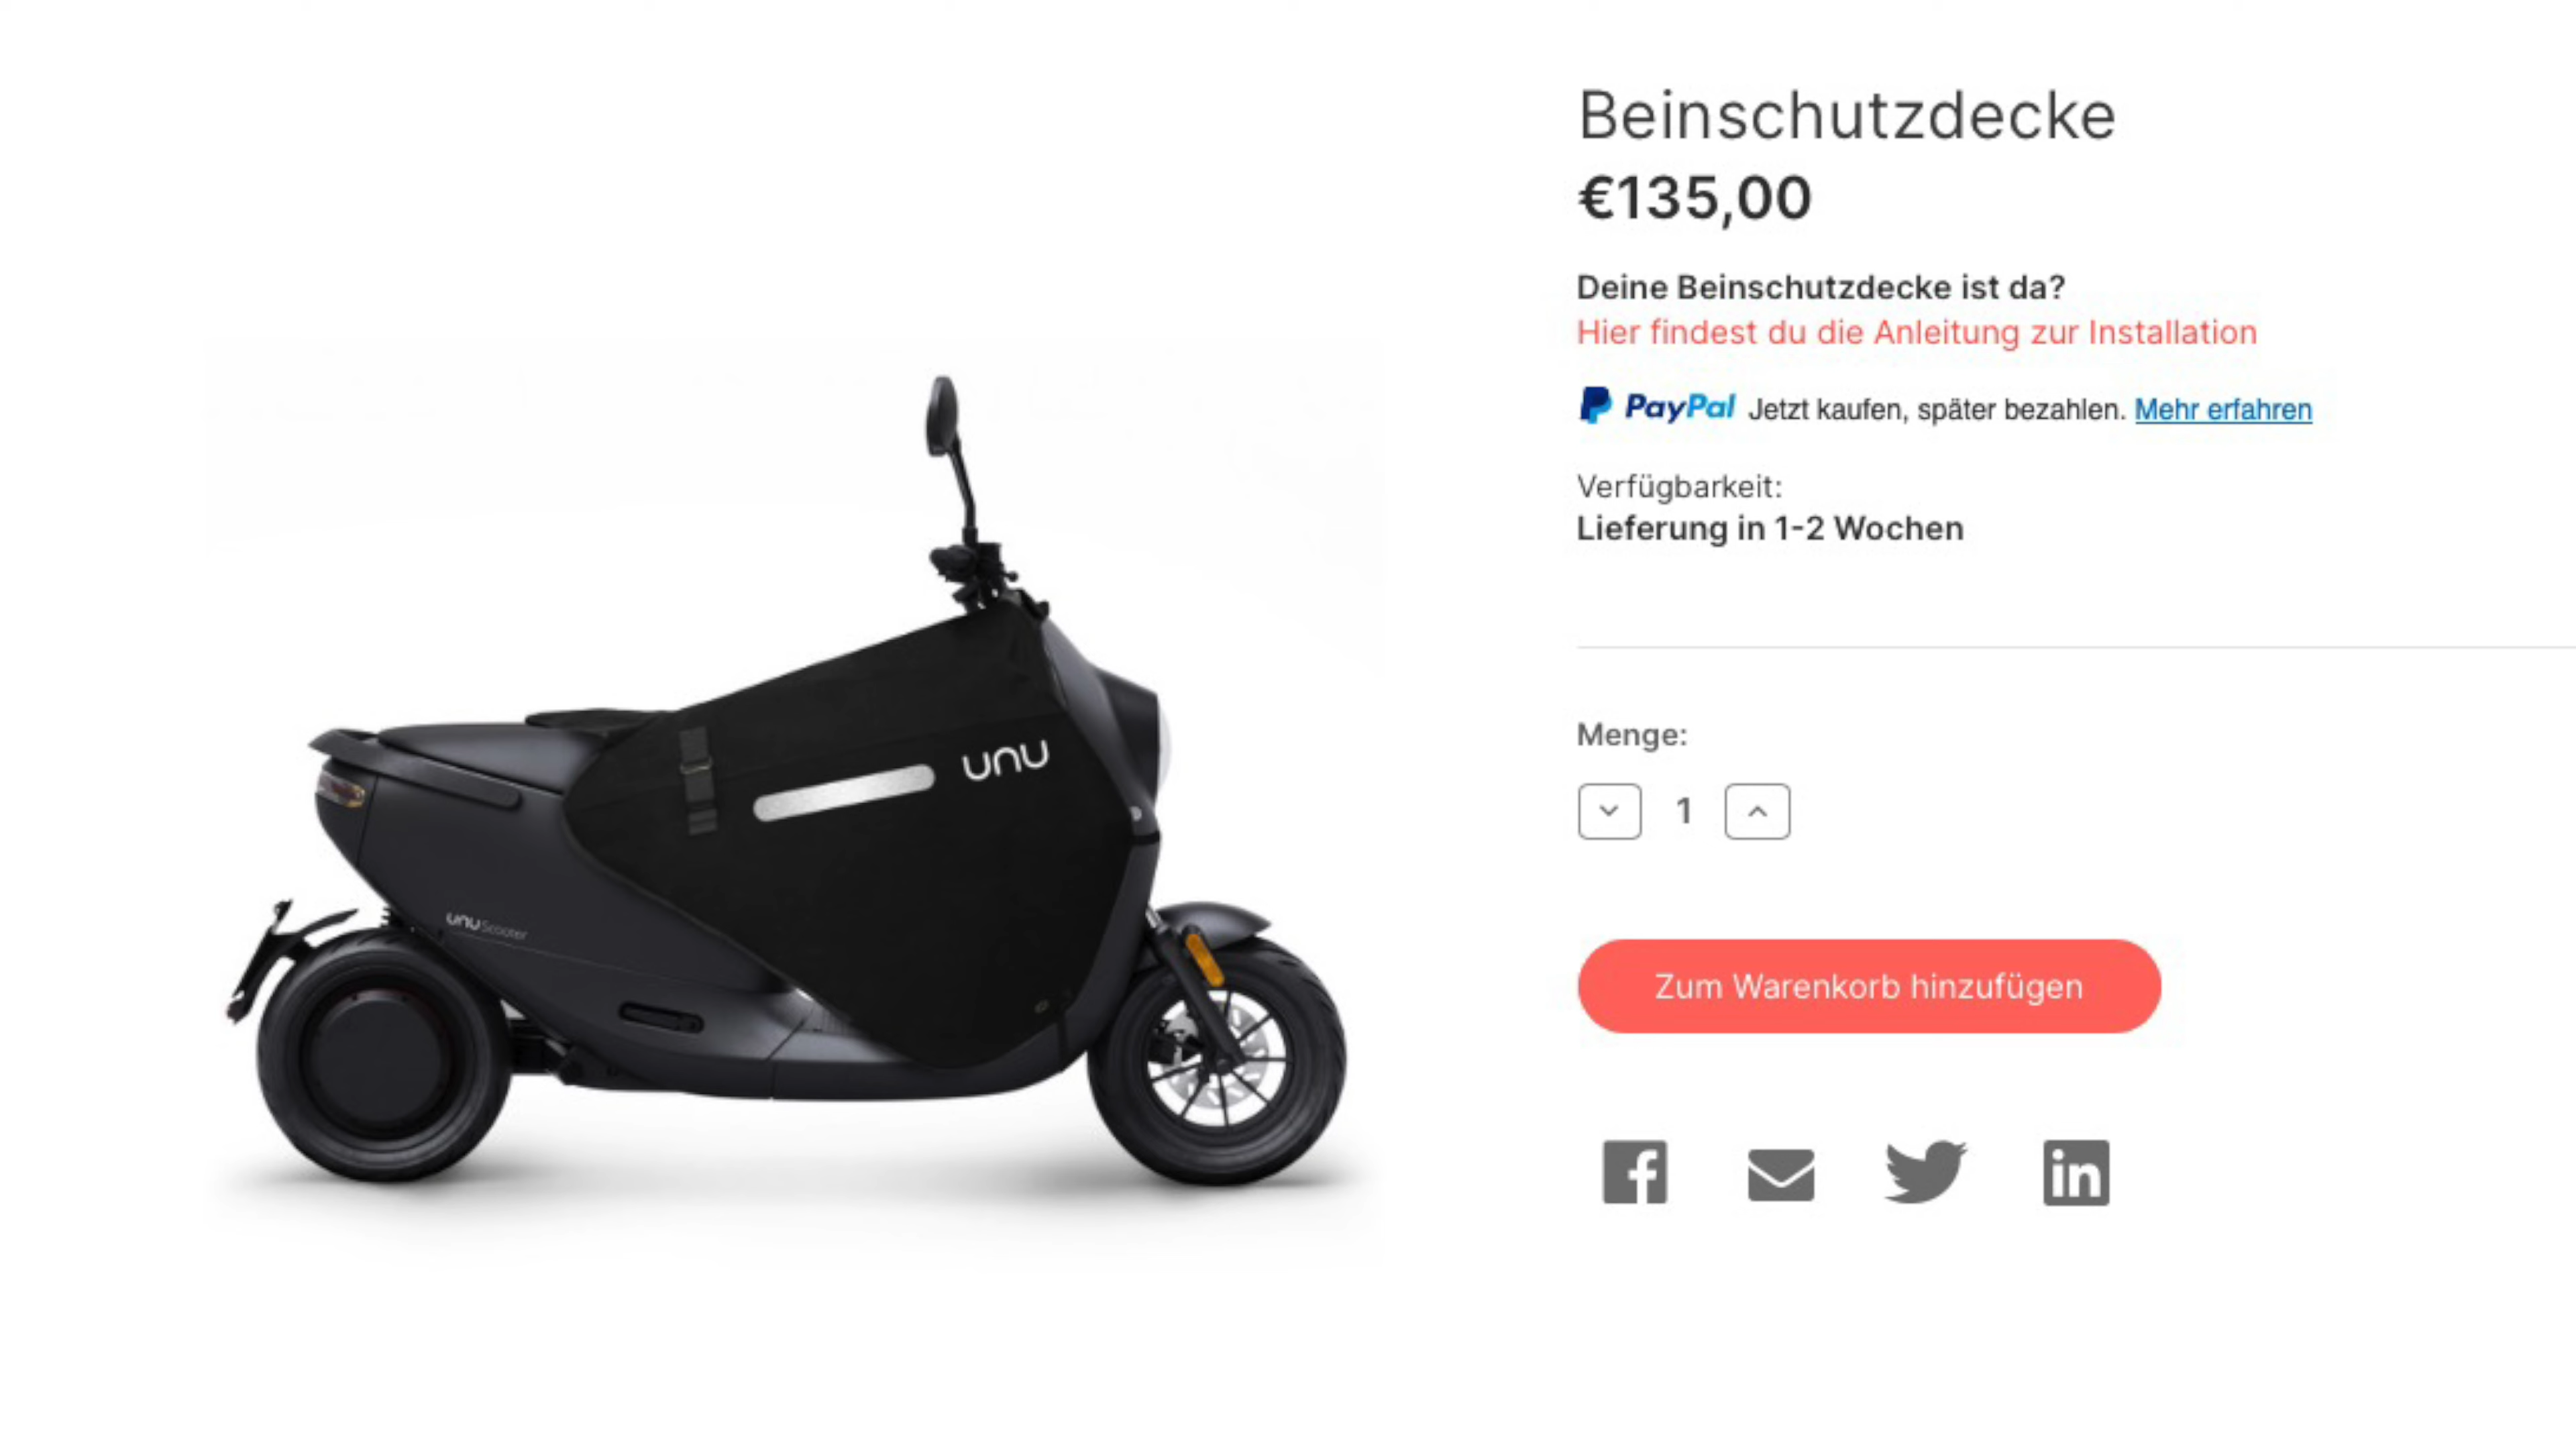 Beinschutzdecke
€135,00
Deine Beinschutzdecke ist da?
Hier findest du die Anleitung zur Installation
PayPal Jetzt kaufen, später bezahlen. Mehr erfahren
Verfügbarkeit:
Lieferung in 1-2 Wochen
Menge:
1
Zum Warenkorb hinzufügen
unu
unu Scooter